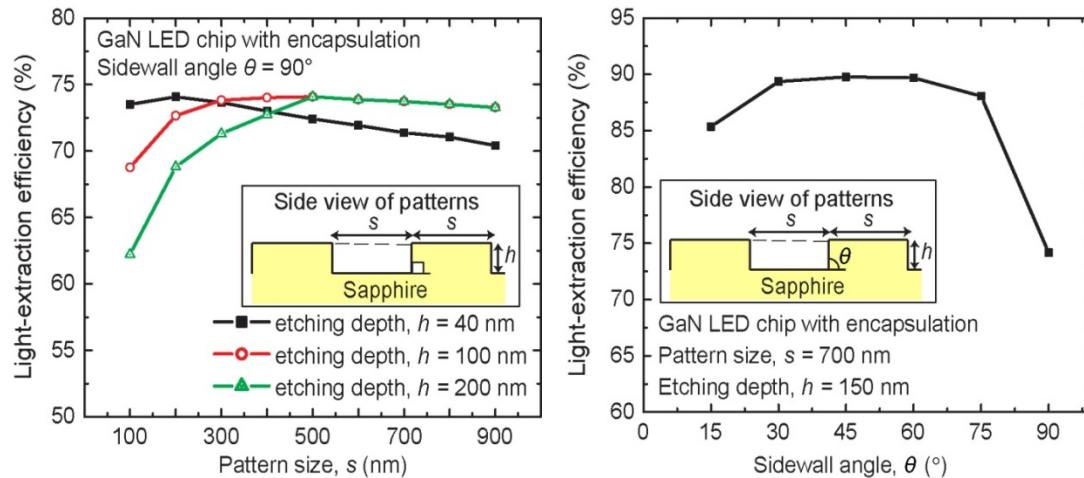 GaN LED chip with encapsulation
Sidewall angle θ = 90°
Light-extraction efficiency (%)
80
75
70
65
60
55
50
Side view of patterns
s s
h
Sapphire
etching depth, h = 40 nm
etching depth, h = 100 nm
etching depth, h = 200 nm
100 300 500 700 900
Pattern size, s (nm)
Light-extraction efficiency (%)
95
90
85
80
75
70
65
60
Side view of patterns
s s
h
θ
Sapphire
GaN LED chip with encapsulation
Pattern size, s = 700 nm
Etching depth, h = 150 nm
0 15 30 45 60 75 90
Sidewall angle, θ (°)